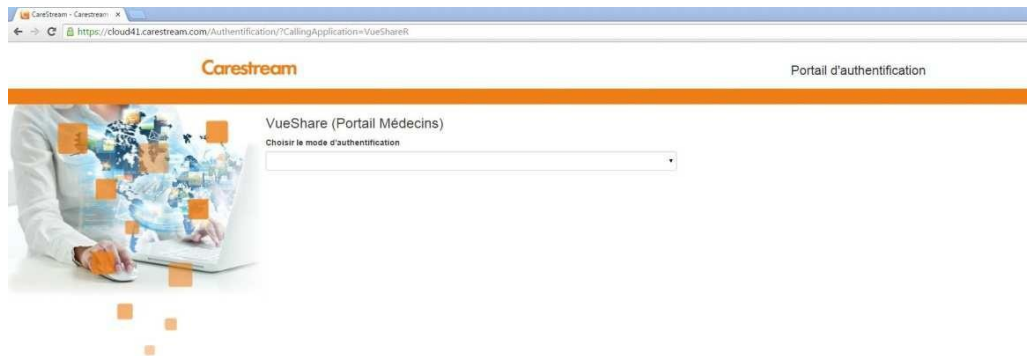 CareStream - Carestream
https://cloud41.carestream.com/Authentification/?CallingApplication=VueShareR
Carestream
Portail d'authentification
VueShare (Portail Médecins)
Choisir le mode d'authentification